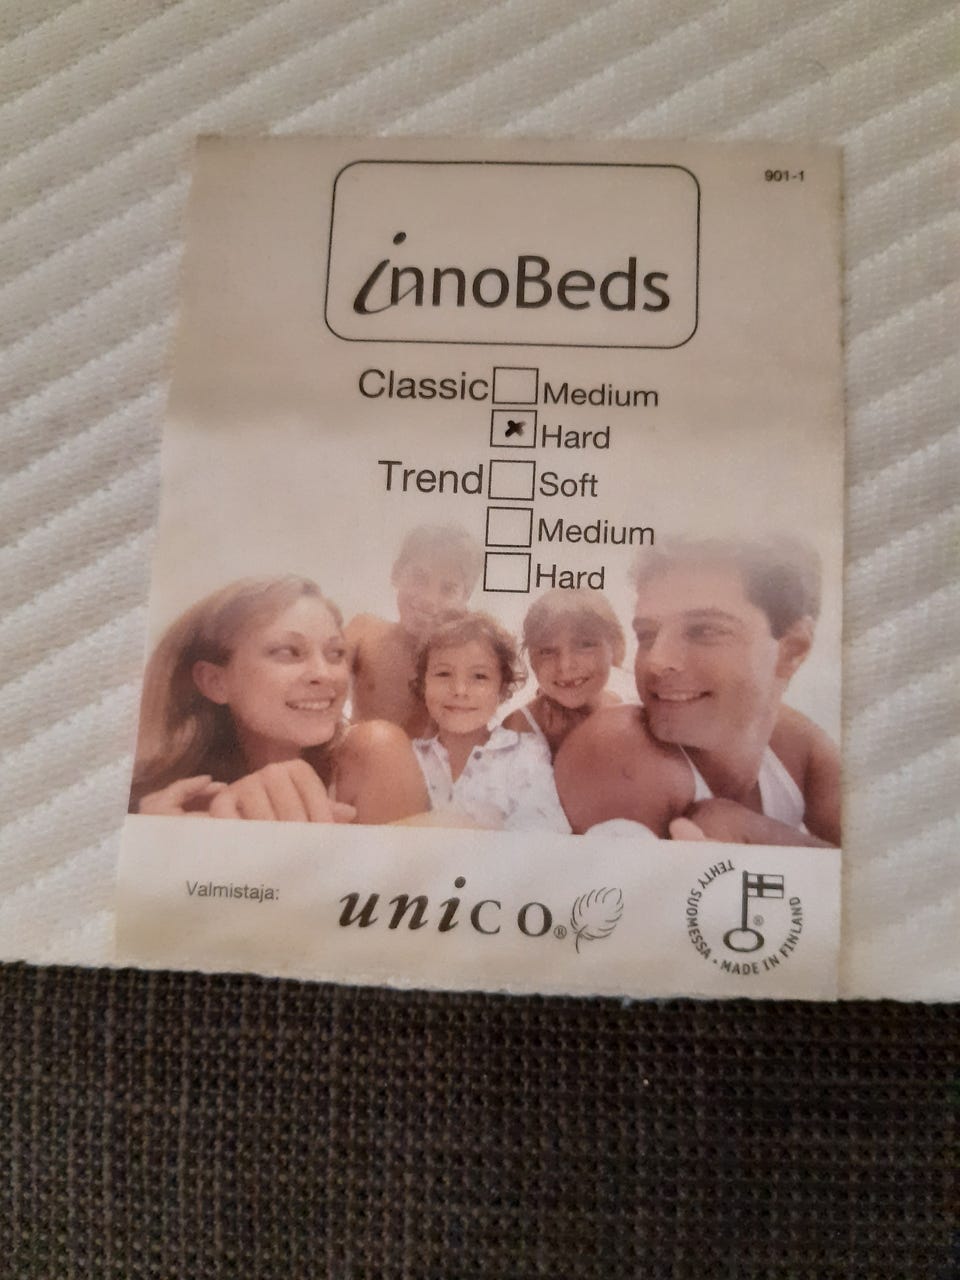 901-1
innoBeds
Classic Medium
Hard
Trend Soft
Medium
Hard
Valmistaja:
unico®
®
TEHTY SUOMESSA • MADE IN FINLAND